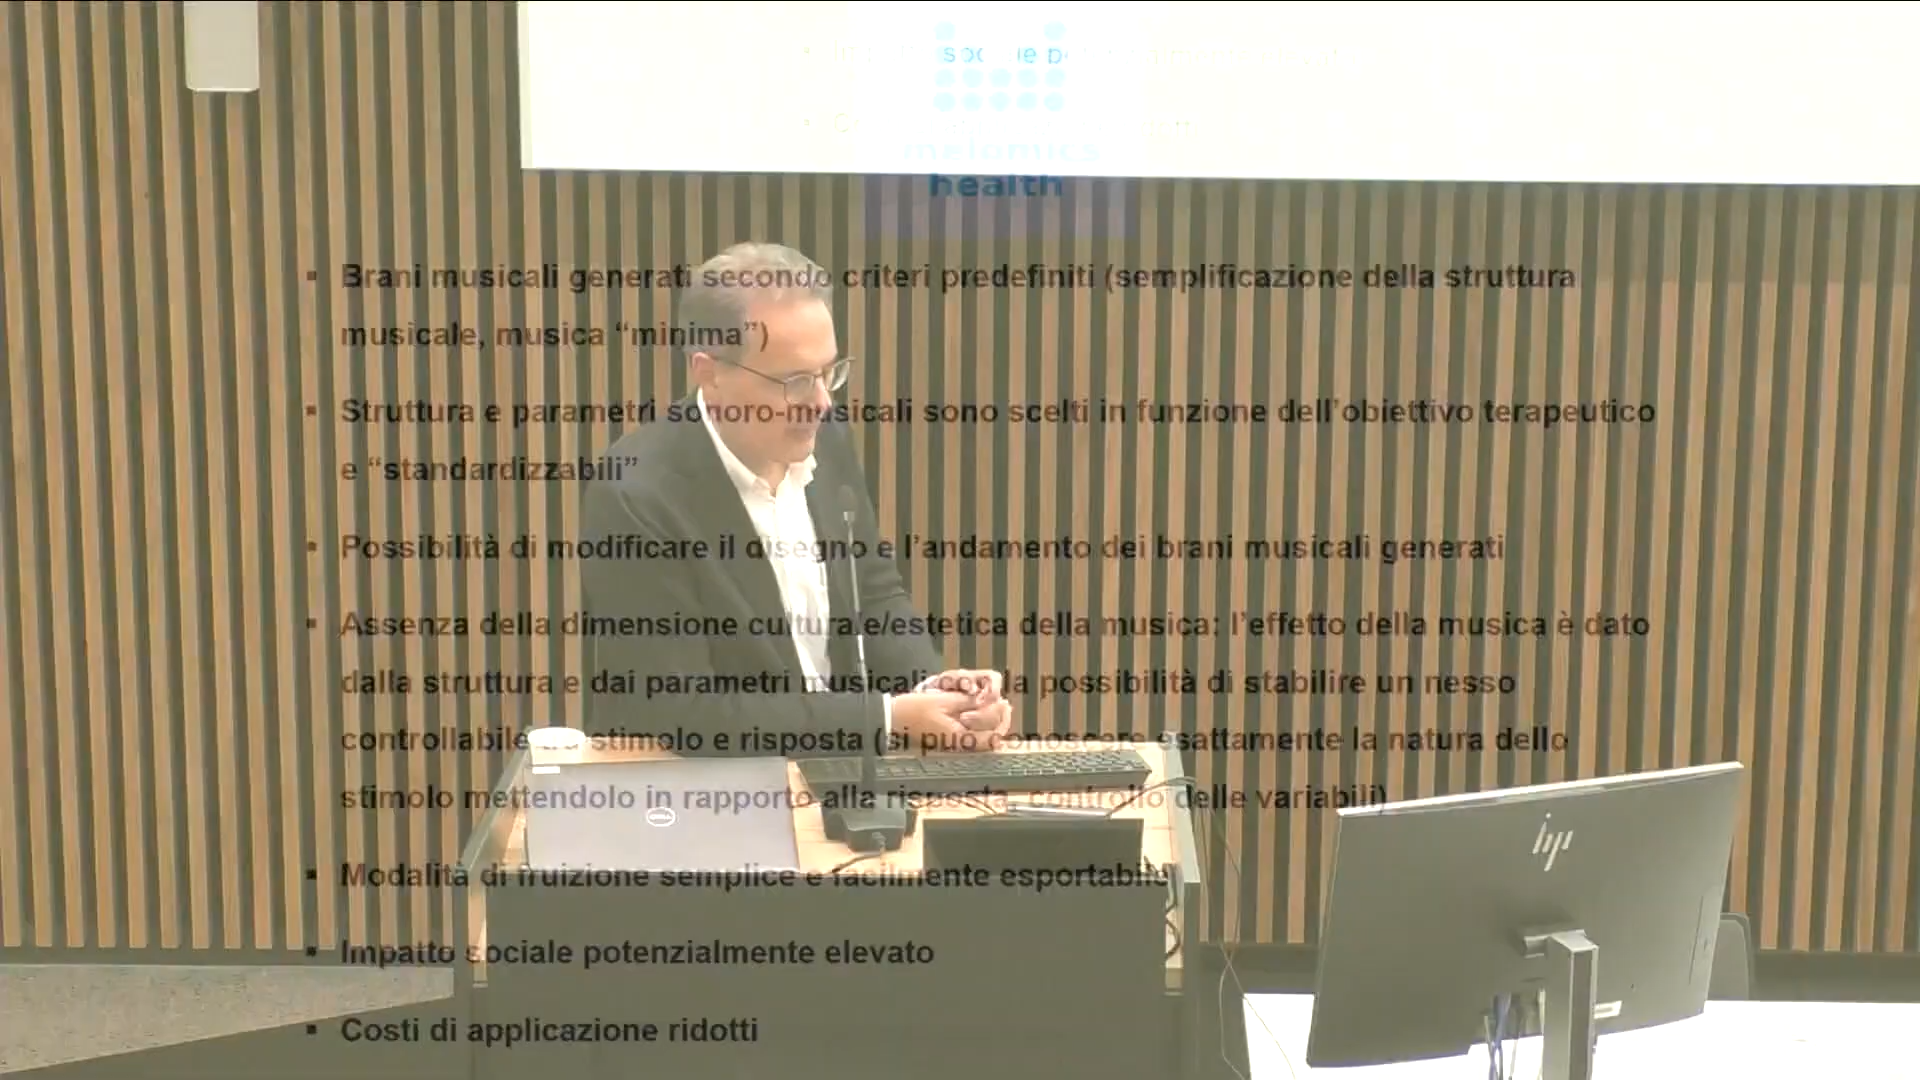 sociale p
melomics
health
▪ Brani musicali generati secondo criteri predefiniti (semplificazione della struttura
musicale, musica “minima”)
▪ Struttura e parametri sonoro-musicali sono scelti in funzione dell’obiettivo terapeutico
e “standardizzabili”
▪ Possibilità di modificare il disegno e l’andamento dei brani musicali generati
▪ Assenza della dimensione culturale/estetica della musica: l’effetto della musica è dato
dalla struttura e dai parametri musicali con la possibilità di stabilire un nesso
controllabile tra stimolo e risposta (si può conoscere esattamente la natura dello
stimolo mettendolo in rapporto alla risposta, controllo delle variabili)
▪ Modalità di fruizione semplice e facilmente esportabile
▪ Impatto sociale potenzialmente elevato
▪ Costi di applicazione ridotti
DELL
hp